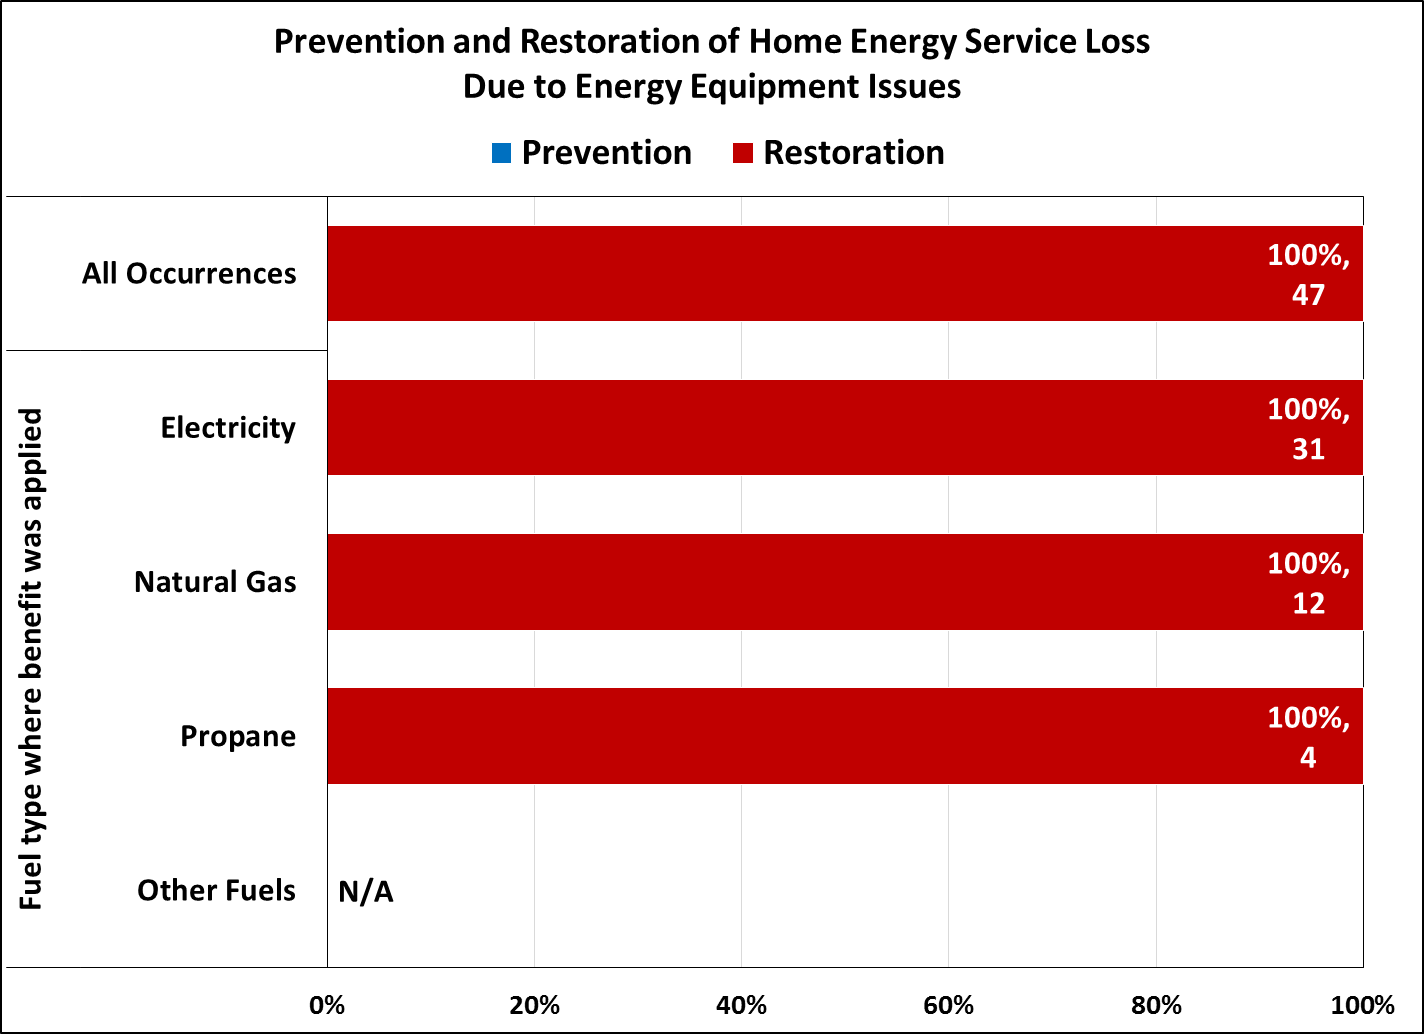 Prevention and Restoration of Home Energy Service Loss
Due to Energy Equipment Issues
Prevention Restoration
All Occurrences
100%,
47
Fuel type where benefit was applied
Electricity
100%,
31
Natural Gas
100%,
12
Propane
100%,
4
Other Fuels
N/A
0% 20% 40% 60% 80% 100%